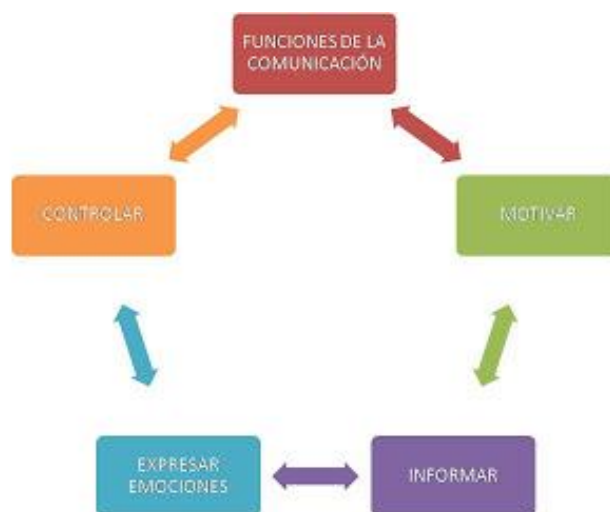 FUNCIONES DE LA
COMUNICACIÓN
CONTROLAR
MOTIVAR
EXPRESAR
EMOCIONES
INFORMAR